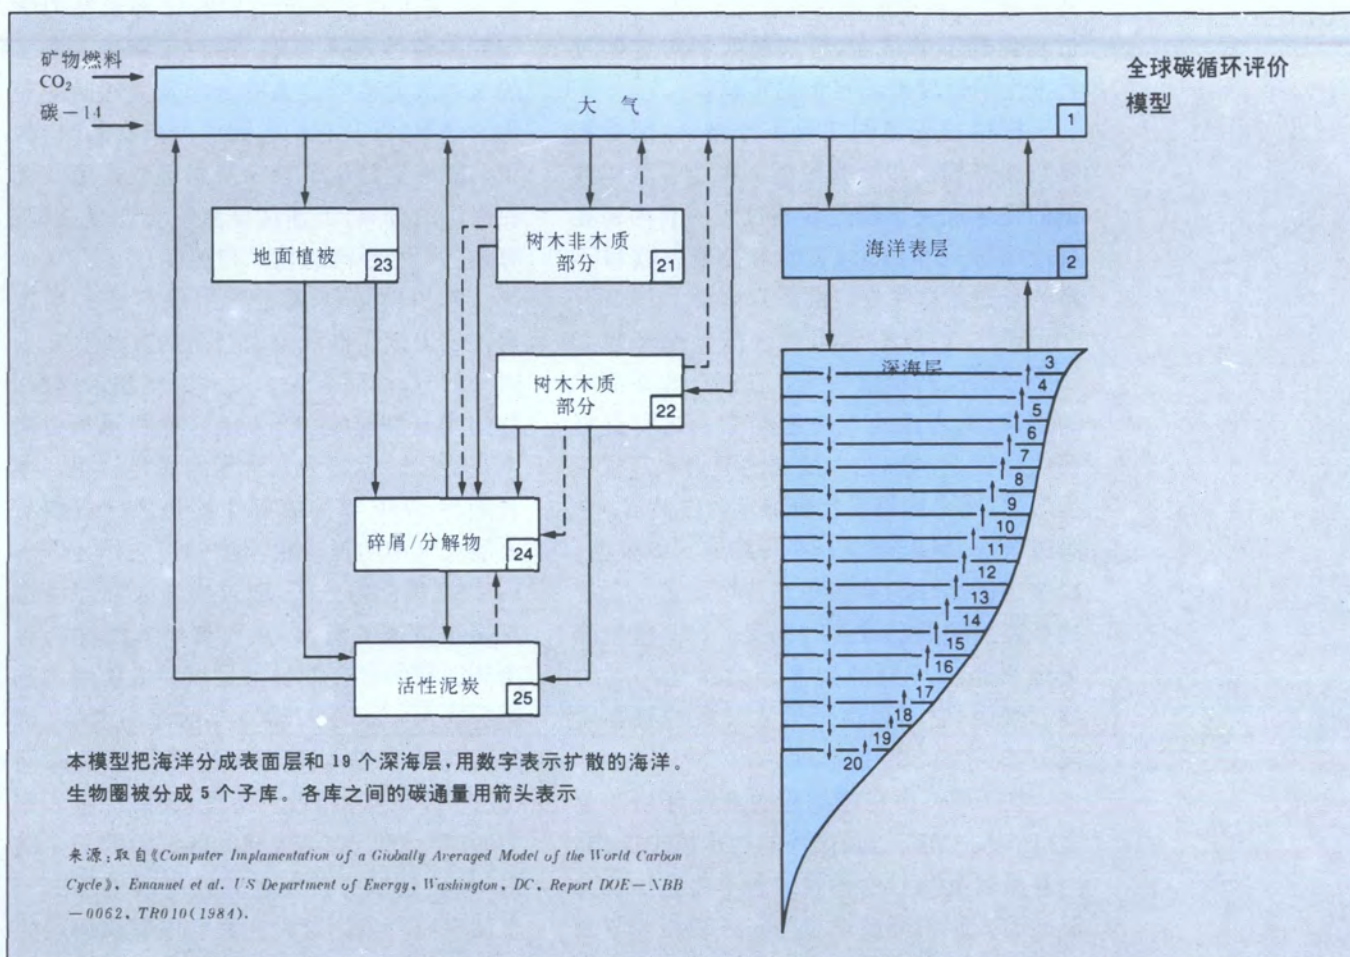 矿物燃料
CO₂
碳－14
大 气
1
全球碳循环评价
模型
地面植被
23
树木非木质
部分
21
海洋表层
2
树木木质
部分
22
深海层
3
4
5
6
7
8
9
10
11
12
13
14
15
16
17
18
19
20
碎屑/分解物
24
活性泥炭
25
本模型把海洋分成表面层和 19 个深海层，用数字表示扩散的海洋。
生物圈被分成 5 个子库。各库之间的碳通量用箭头表示
来源：取自《Computer Implamentation of a Globally Averaged Model of the World Carbon
Cycle》，Emanuel et al. US Department of Energy, Washington, DC, Report DOE－NBB
－0062, TR010(1984).